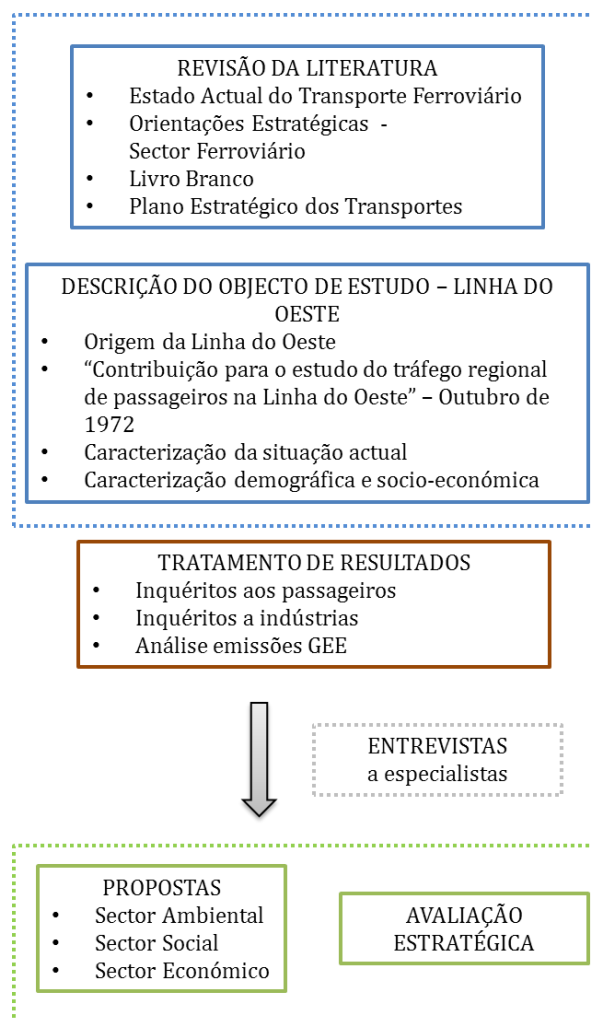 REVISÃO DA LITERATURA
• Estado Actual do Transporte Ferroviário
• Orientações Estratégicas -
Sector Ferroviário
• Livro Branco
• Plano Estratégico dos Transportes
DESCRIÇÃO DO OBJECTO DE ESTUDO – LINHA DO
OESTE
• Origem da Linha do Oeste
• “Contribuição para o estudo do tráfego regional
de passageiros na Linha do Oeste” – Outubro de
1972
• Caracterização da situação actual
• Caracterização demográfica e socio-económica
TRATAMENTO DE RESULTADOS
• Inquéritos aos passageiros
• Inquéritos a indústrias
• Análise emissões GEE
ENTREVISTAS
a especialistas
PROPOSTAS
• Sector Ambiental
• Sector Social
• Sector Económico
AVALIAÇÃO
ESTRATÉGICA